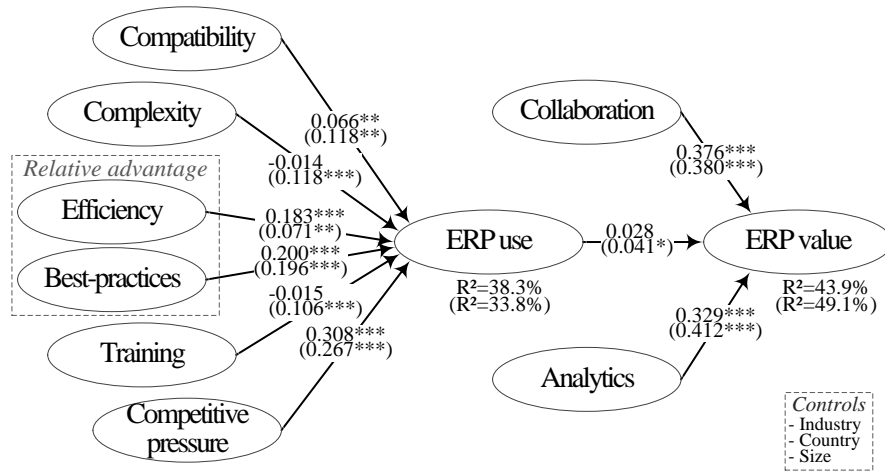 Compatibility
Complexity
Relative advantage
Efficiency
Best-practices
Training
Competitive
pressure
0.066**
(0.118**)
-0.014
(0.118***)
0.183***
(0.071**)
0.200***
(0.196***)
-0.015
(0.106***)
0.308***
(0.267***)
ERP use
R²=38.3%
(R²=33.8%)
0.028
(0.041*)
Collaboration
0.376***
(0.380***)
ERP value
R²=43.9%
(R²=49.1%)
0.329***
(0.412***)
Analytics
Controls
- Industry
- Country
- Size